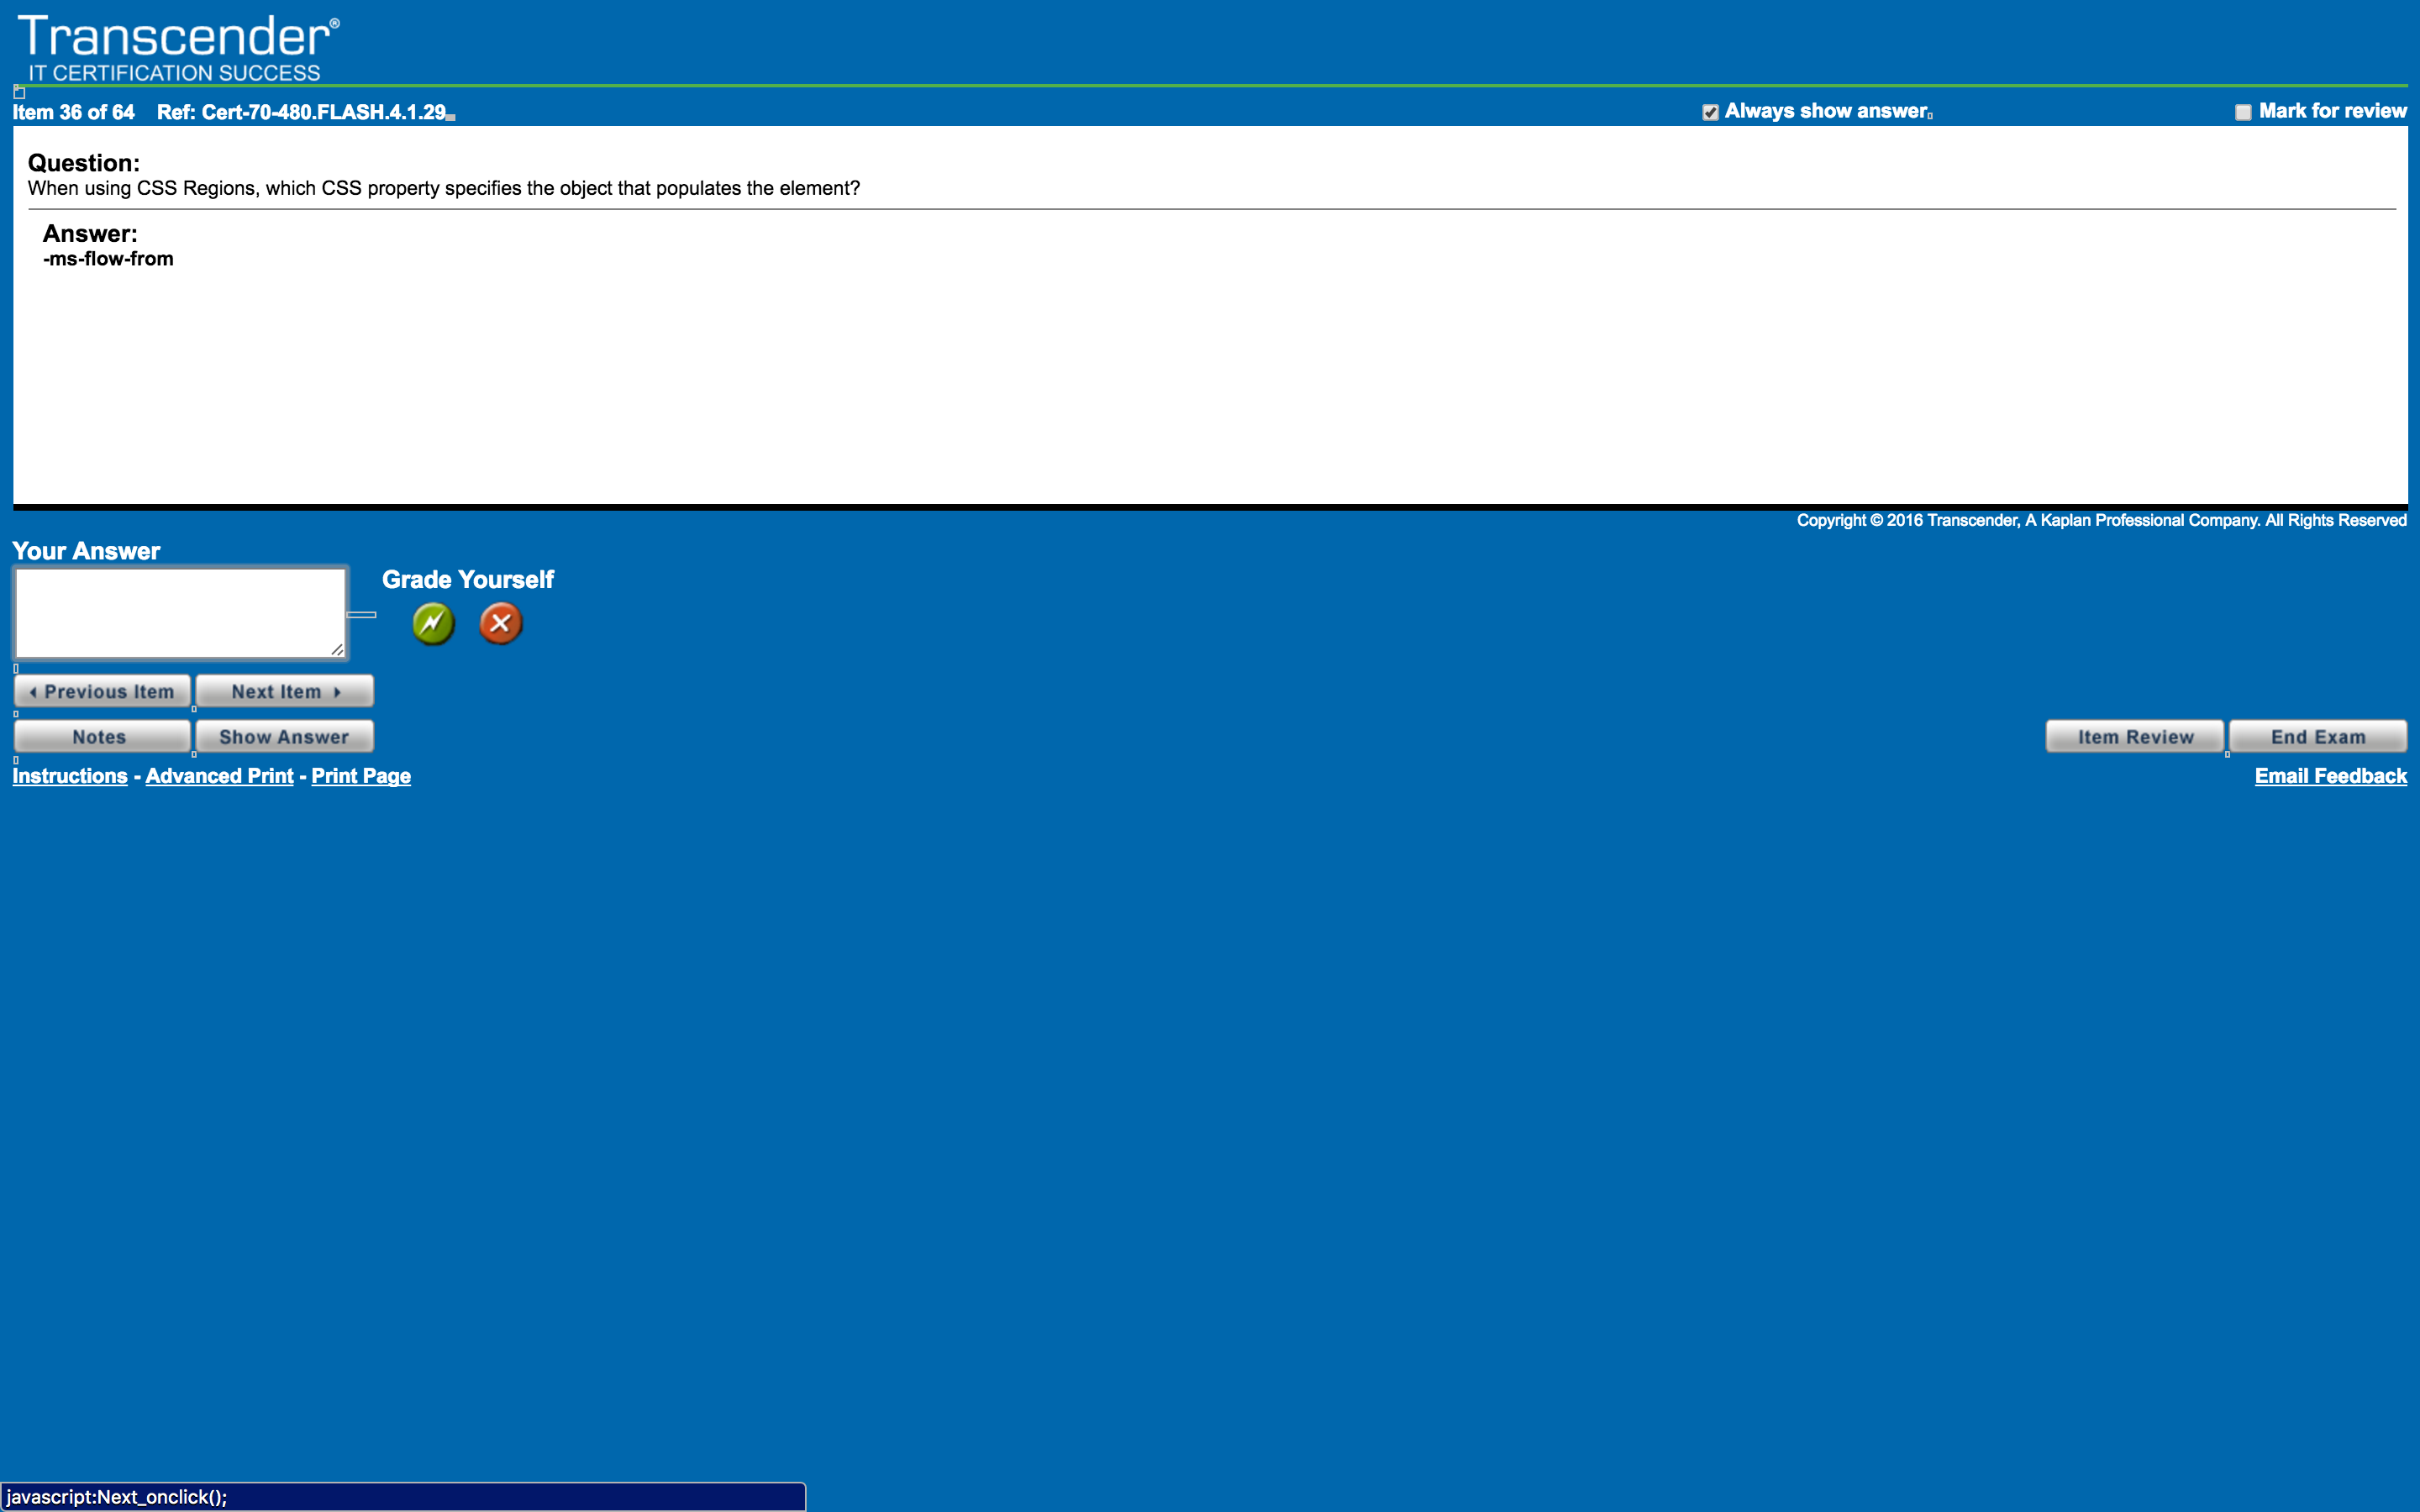 Transcender®
IT CERTIFICATION SUCCESS
Item 36 of 64 Ref: Cert-70-480.FLASH.4.1.29 Always show answer Mark for review
Question:
When using CSS Regions, which CSS property specifies the object that populates the element?
Answer:
-ms-flow-from
Copyright © 2016 Transcender, A Kaplan Professional Company. All Rights Reserved
Your Answer
Grade Yourself
Previous Item Next Item
Notes Show Answer Item Review End Exam
Instructions - Advanced Print - Print Page Email Feedback
javascript:Next_onclick();